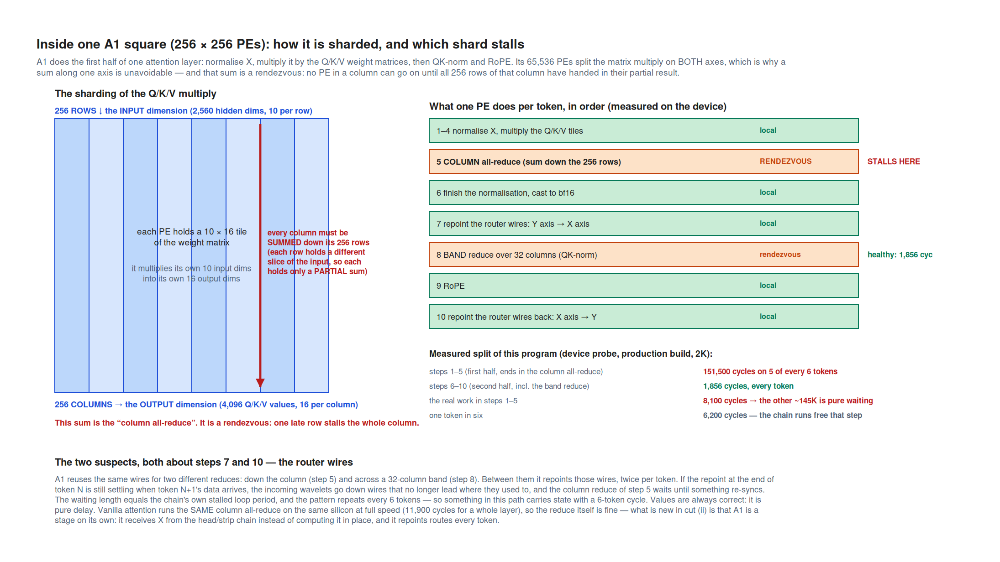 Inside one A1 square (256 × 256 PEs): how it is sharded, and which shard stalls
A1 does the first half of one attention layer: normalise X, multiply it by the Q/K/V weight matrices, then QK-norm and RoPE. Its 65,536 PEs split the matrix multiply on BOTH axes, which is why a
sum along one axis is unavoidable — and that sum is a rendezvous: no PE in a column can go on until all 256 rows of that column have handed in their partial result.
The sharding of the Q/K/V multiply
256 ROWS ↓ the INPUT dimension (2,560 hidden dims, 10 per row)
each PE holds a 10 × 16 tile
of the weight matrix
it multiplies its own 10 input dims
into its own 16 output dims
every column must be
SUMMED down its 256 rows
(each row holds a different
slice of the input, so each
holds only a PARTIAL sum)
256 COLUMNS → the OUTPUT dimension (4,096 Q/K/V values, 16 per column)
This sum is the “column all-reduce”. It is a rendezvous: one late row stalls the whole column.
What one PE does per token, in order (measured on the device)
1–4 normalise X, multiply the Q/K/V tiles local
5 COLUMN all-reduce (sum down the 256 rows) RENDEZVOUS STALLS HERE
6 finish the normalisation, cast to bf16 local
7 repoint the router wires: Y axis → X axis local
8 BAND reduce over 32 columns (QK-norm) rendezvous healthy: 1,856 cyc
9 RoPE local
10 repoint the router wires back: X axis → Y local
Measured split of this program (device probe, production build, 2K):
steps 1–5 (first half, ends in the column all-reduce) 151,500 cycles on 5 of every 6 tokens
steps 6–10 (second half, incl. the band reduce) 1,856 cycles, every token
the real work in steps 1–5 8,100 cycles → the other ~145K is pure waiting
one token in six 6,200 cycles — the chain runs free that step
The two suspects, both about steps 7 and 10 — the router wires
A1 reuses the same wires for two different reduces: down the column (step 5) and across a 32-column band (step 8). Between them it repoints those wires, twice per token. If the repoint at the end of
token N is still settling when token N+1's data arrives, the incoming wavelets go down wires that no longer lead where they used to, and the column reduce of step 5 waits until something re-syncs.
The waiting length equals the chain's own stalled loop period, and the pattern repeats every 6 tokens — so something in this path carries state with a 6-token cycle. Values are always correct: it is
pure delay. Vanilla attention runs the SAME column all-reduce on the same silicon at full speed (11,900 cycles for a whole layer), so the reduce itself is fine — what is new in cut (ii) is that A1 is a
stage on its own: it receives X from the head/strip chain instead of computing it in place, and it repoints routes every token.